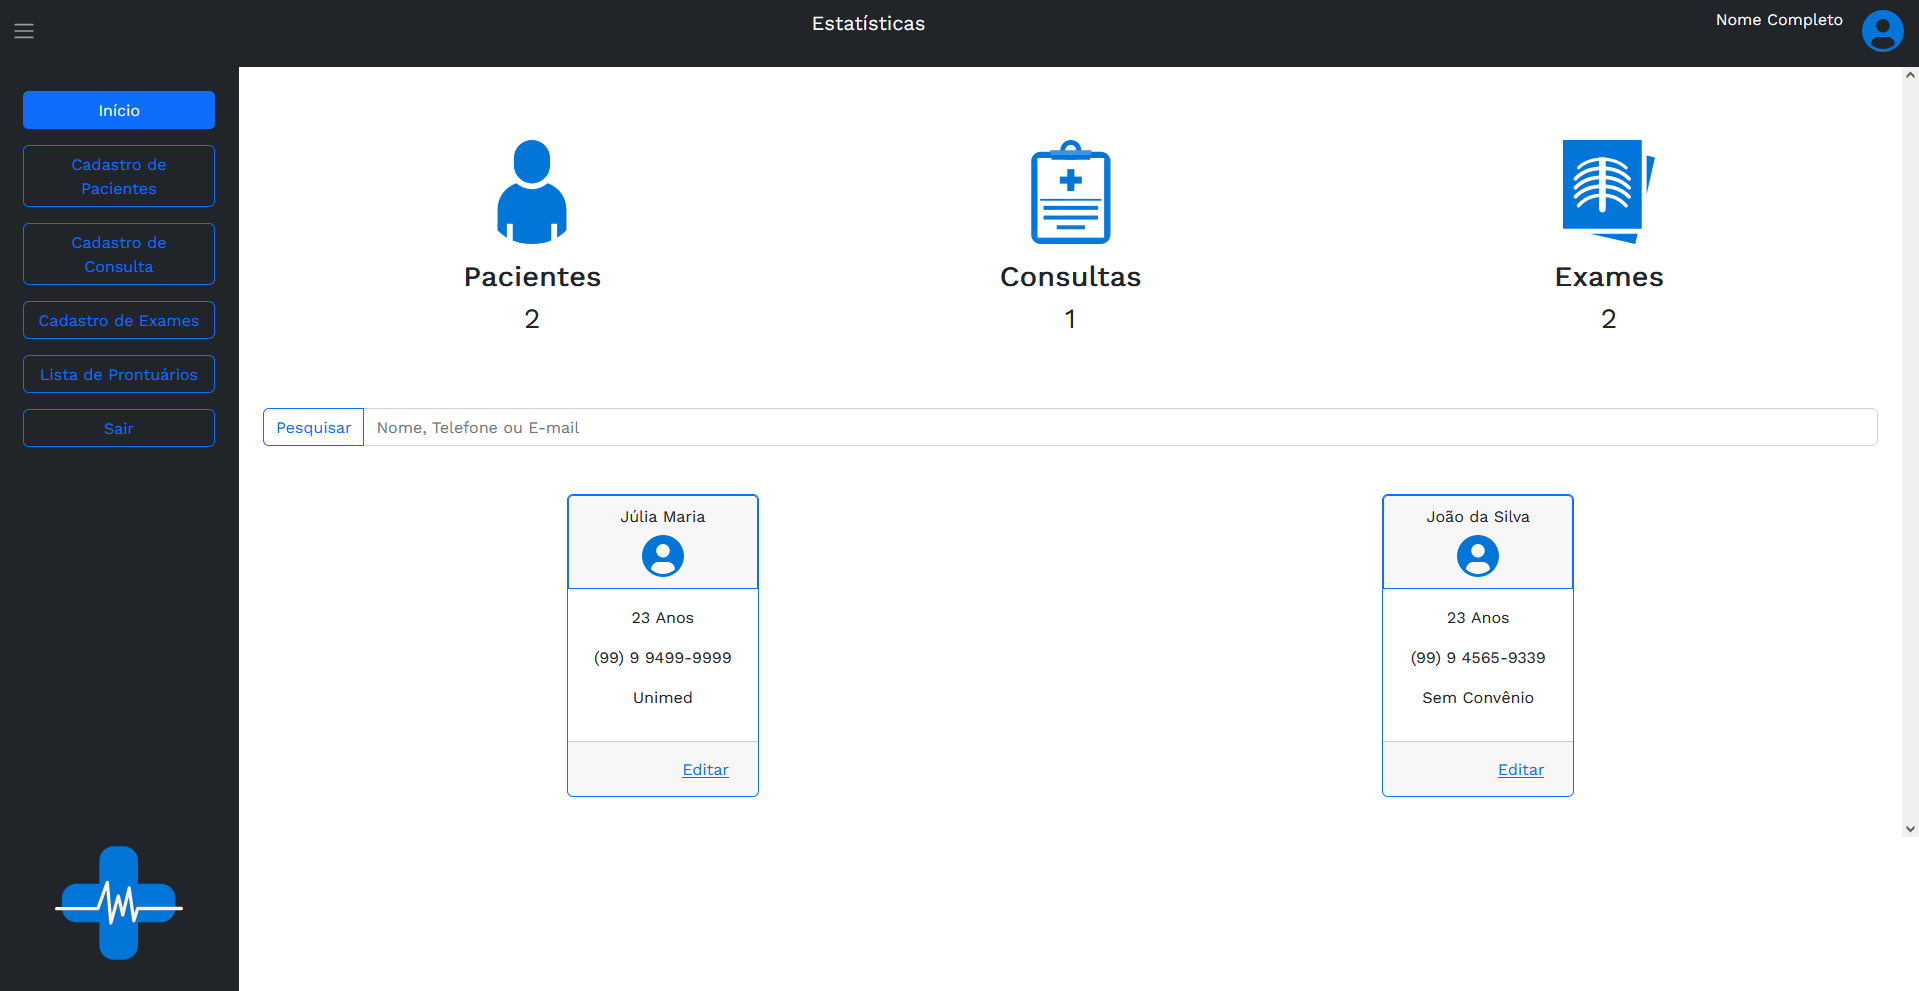 Estatísticas
Nome Completo
Início
Cadastro de
Pacientes
Cadastro de
Consulta
Cadastro de Exames
Lista de Prontuários
Sair
Pacientes
2
Consultas
1
Exames
2
Pesquisar
Nome, Telefone ou E-mail
Júlia Maria
23 Anos
(99) 9 9499-9999
Unimed
Editar
João da Silva
23 Anos
(99) 9 4565-9339
Sem Convênio
Editar